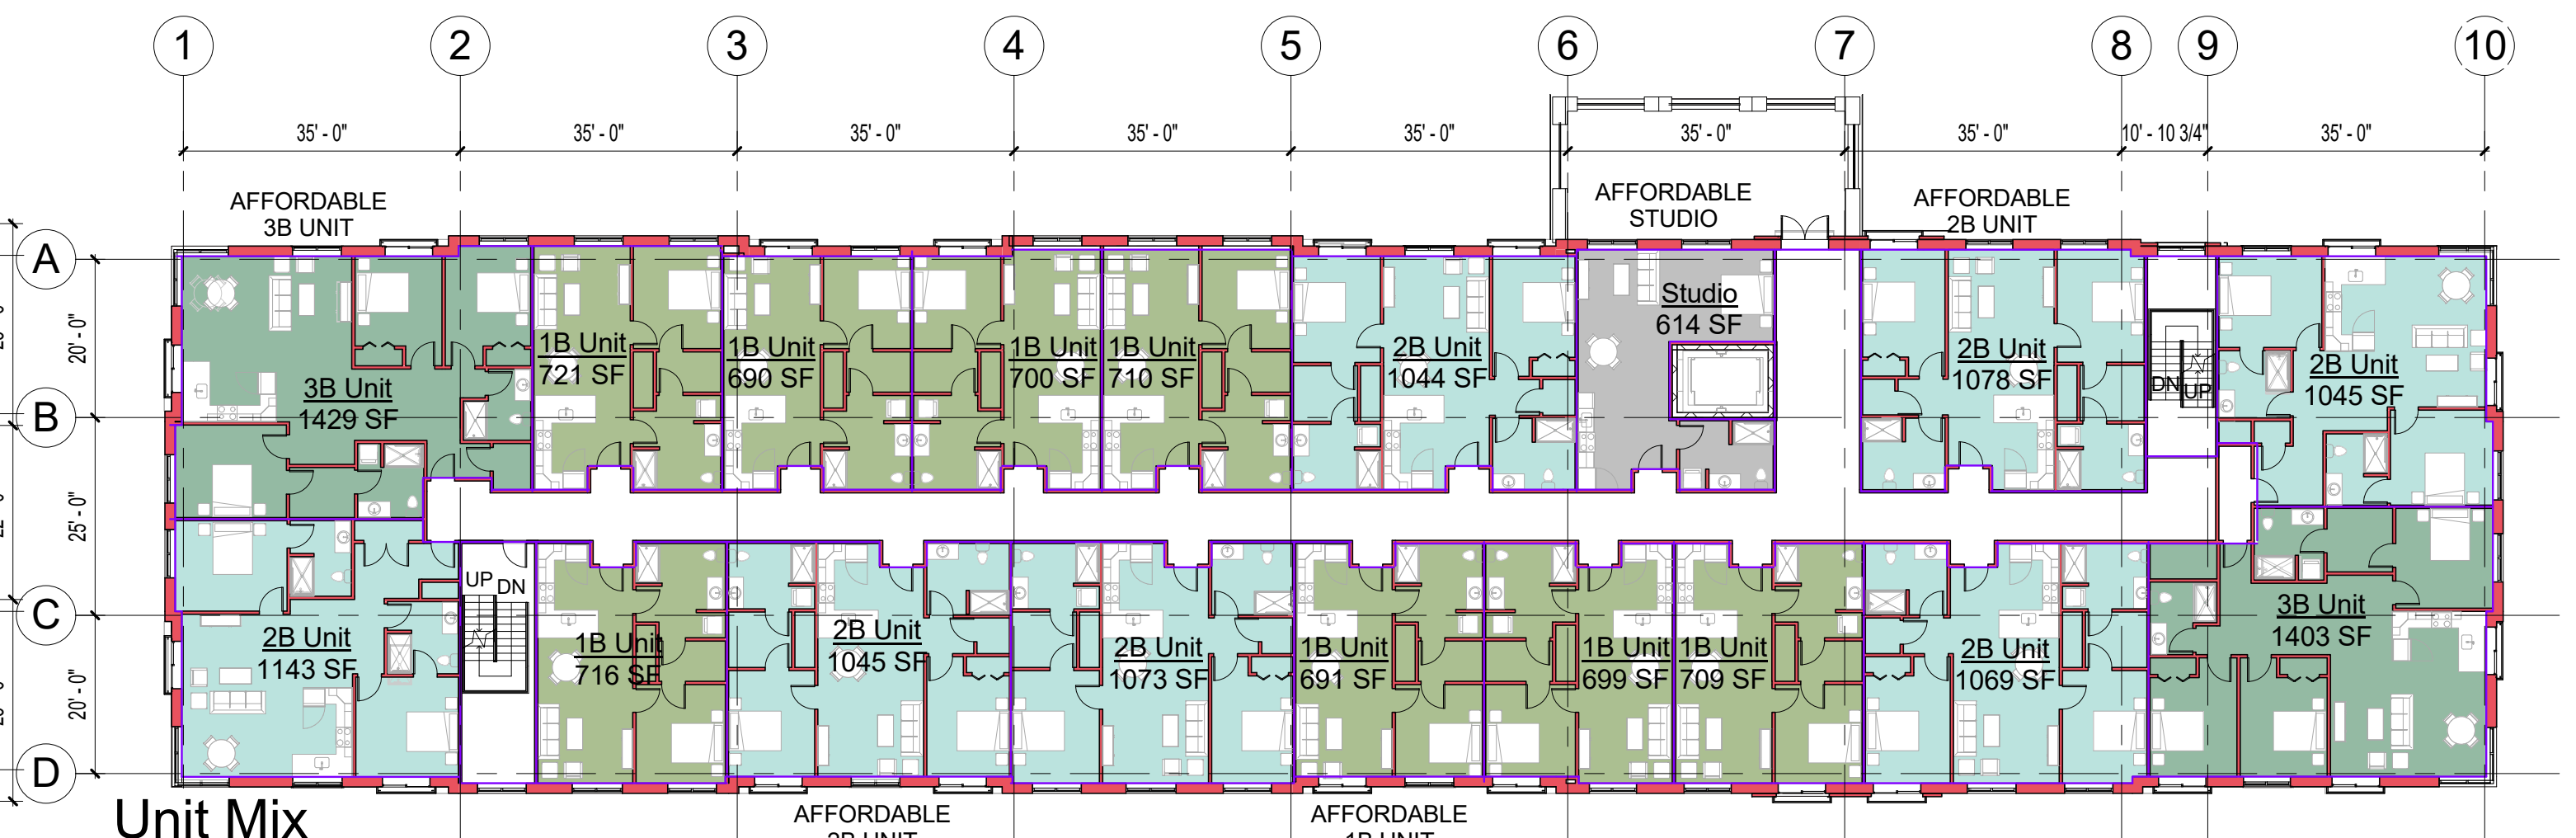 1 2 3 4 5 6 7 8 9 10
35' - 0" 35' - 0" 35' - 0" 35' - 0" 35' - 0" 35' - 0" 35' - 0" 10' - 10 3/4" 35' - 0"
AFFORDABLE
3B UNIT
AFFORDABLE
STUDIO
AFFORDABLE
2B UNIT
A
B
C
D
20' - 0"
25' - 0"
20' - 0"
3B Unit
1429 SF
1B Unit
721 SF
1B Unit
690 SF
1B Unit
700 SF
1B Unit
710 SF
2B Unit
1044 SF
Studio
614 SF
2B Unit
1078 SF
DN
UP
2B Unit
1045 SF
2B Unit
1143 SF
UP
DN
1B Unit
716 SF
2B Unit
1045 SF
2B Unit
1073 SF
1B Unit
691 SF
1B Unit
699 SF
1B Unit
709 SF
2B Unit
1069 SF
3B Unit
1403 SF
Unit Mix
AFFORDABLE
2B UNIT
AFFORDABLE
1B UNIT